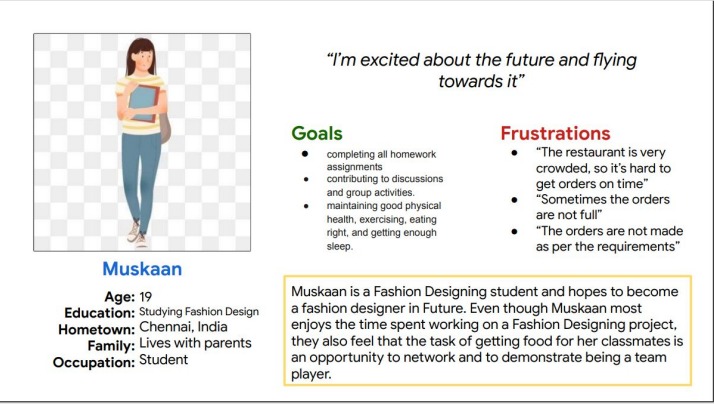 “I’m excited about the future and flying
towards it”
Goals
● completing all homework
assignments
● contributing to discussions
and group activities.
● maintaining good physical
health, exercising, eating
right, and getting enough
sleep.
Frustrations
● “The restaurant is very
crowded, so it’s hard to
get orders on time”
● “Sometimes the orders
are not full”
● “The orders are not made
as per the requirements”
Muskaan
Age: 19
Education: Studying Fashion Design
Hometown: Chennai, India
Family: Lives with parents
Occupation: Student
Muskaan is a Fashion Designing student and hopes to become
a fashion designer in Future. Even though Muskaan most
enjoys the time spent working on a Fashion Designing project,
they also feel that the task of getting food for her classmates is
an opportunity to network and to demonstrate being a team
player.